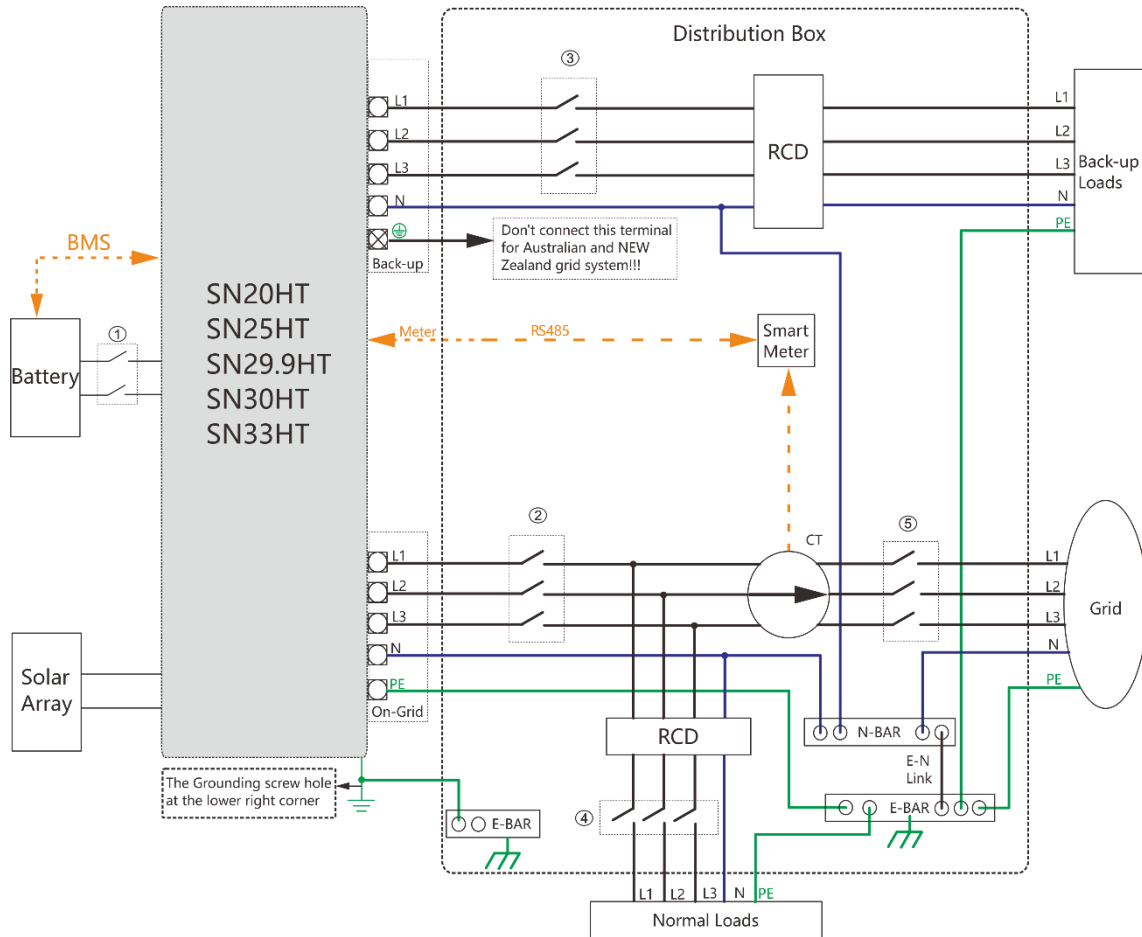 Distribution Box
③
L1
L2
L3
N
Back-up
RCD
L1
L2
L3
N
PE
Back-up
Loads
Don't connect this terminal
for Australian and NEW
Zealand grid system!!!
BMS
①
Battery
SN20HT
SN25HT
SN29.9HT
SN30HT
SN33HT
Meter
RS485
Smart
Meter
②
CT
⑤
L1
L2
L3
N
PE
On-Grid
L1
L2
L3
N
PE
Grid
Solar
Array
RCD
N-BAR
E-N
Link
The Grounding screw hole
at the lower right corner
E-BAR
④
E-BAR
L1
L2
L3
N
PE
Normal Loads